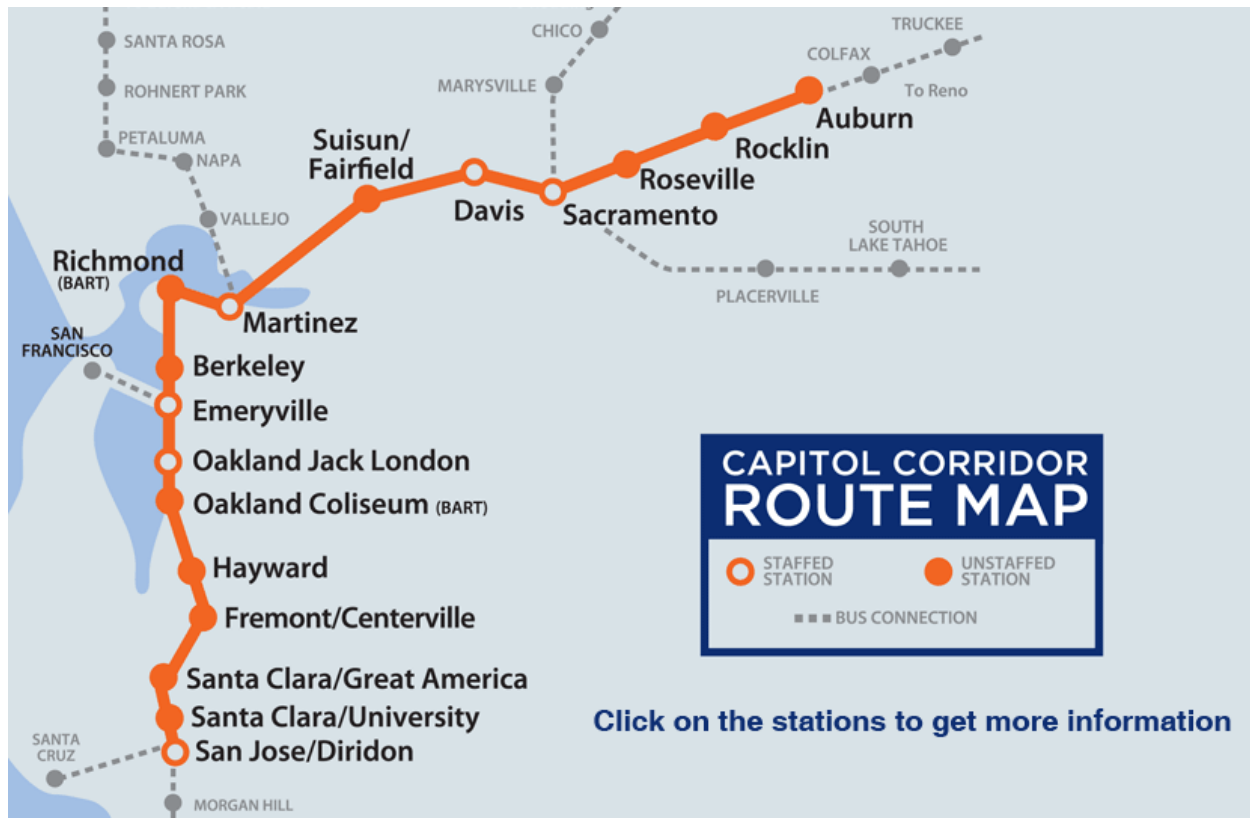 TRUCKEE
CHICO
SANTA ROSA
COLFAX
MARYSVILLE
ROHNERT PARK
To Reno
Auburn
PETALUMA
Suisun/
Fairfield
Rocklin
NAPA
Roseville
VALLEJO
Davis
Sacramento
SOUTH
LAKE TAHOE
Richmond
(BART)
PLACERVILLE
Martinez
SAN
FRANCISCO
Berkeley
Emeryville
Oakland Jack London
Oakland Coliseum (BART)
Hayward
Fremont/Centerville
Santa Clara/Great America
Santa Clara/University
San Jose/Diridon
SANTA
CRUZ
MORGAN HILL
CAPITOL CORRIDOR
ROUTE MAP
STAFFED
STATION
UNSTAFFED
STATION
BUS CONNECTION
Click on the stations to get more information